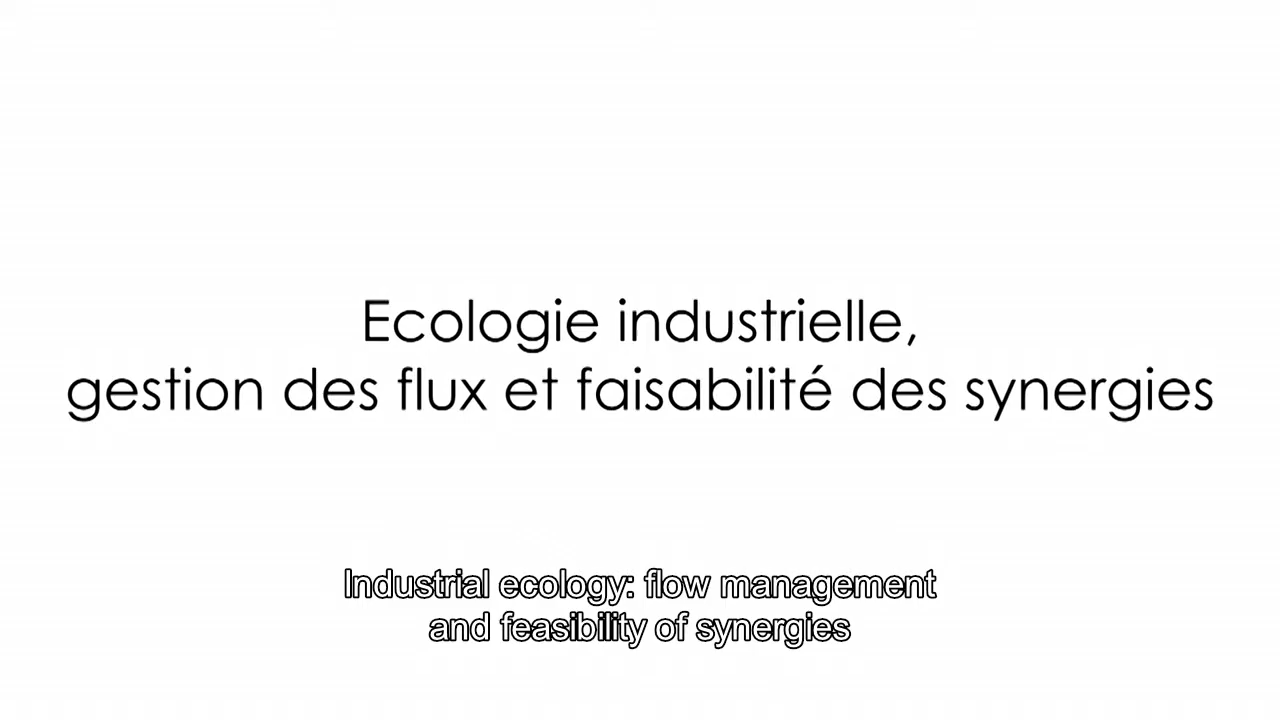 Ecologie industrielle,
gestion des flux et faisabilité des synergies
Industrial ecology: flow management
and feasibility of synergies